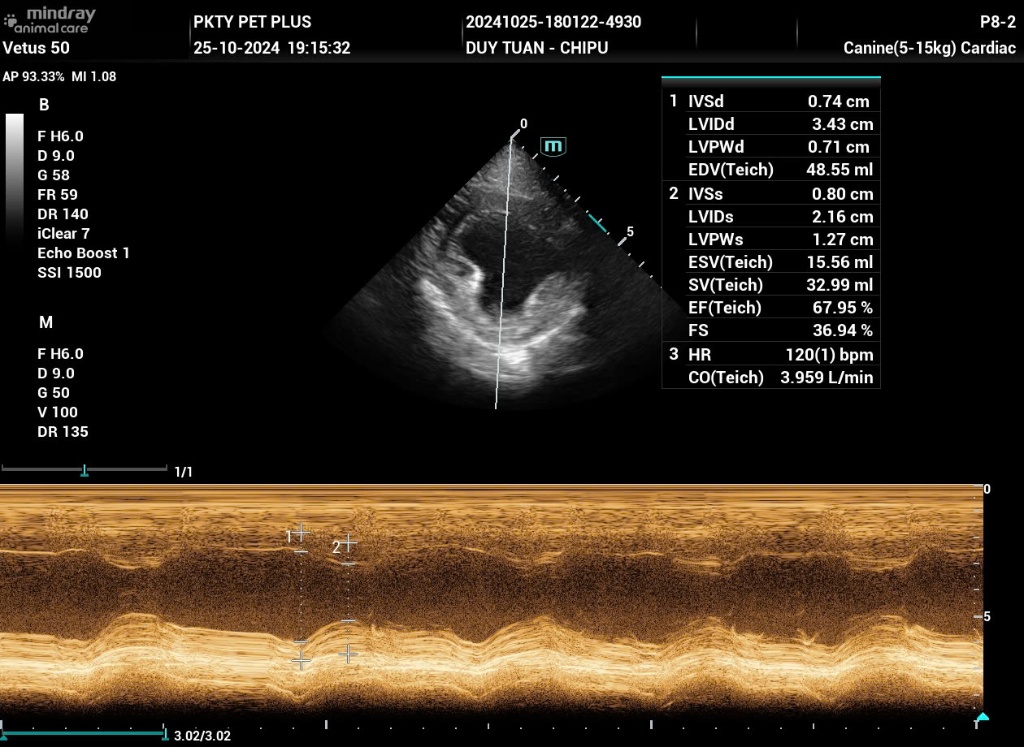 mindray
animal care
Vetus 50
PKTY PET PLUS
25-10-2024 19:15:32
20241025-180122-4930
DUY TUAN - CHIPU
P8-2
Canine(5-15kg) Cardiac
AP 93.33% MI 1.08
B
F H6.0
D 9.0
G 58
FR 59
DR 140
iClear 7
Echo Boost 1
SSI 1500
M
F H6.0
D 9.0
G 50
V 100
DR 135
0
m
5
1 IVSd 0.74 cm
LVIDd 3.43 cm
LVPWd 0.71 cm
EDV(Teich) 48.55 ml
2 IVSs 0.80 cm
LVIDs 2.16 cm
LVPWs 1.27 cm
ESV(Teich) 15.56 ml
SV(Teich) 32.99 ml
EF(Teich) 67.95 %
FS 36.94 %
3 HR 120(1) bpm
CO(Teich) 3.959 L/min
1/1
0
1
2
5
3.02/3.02